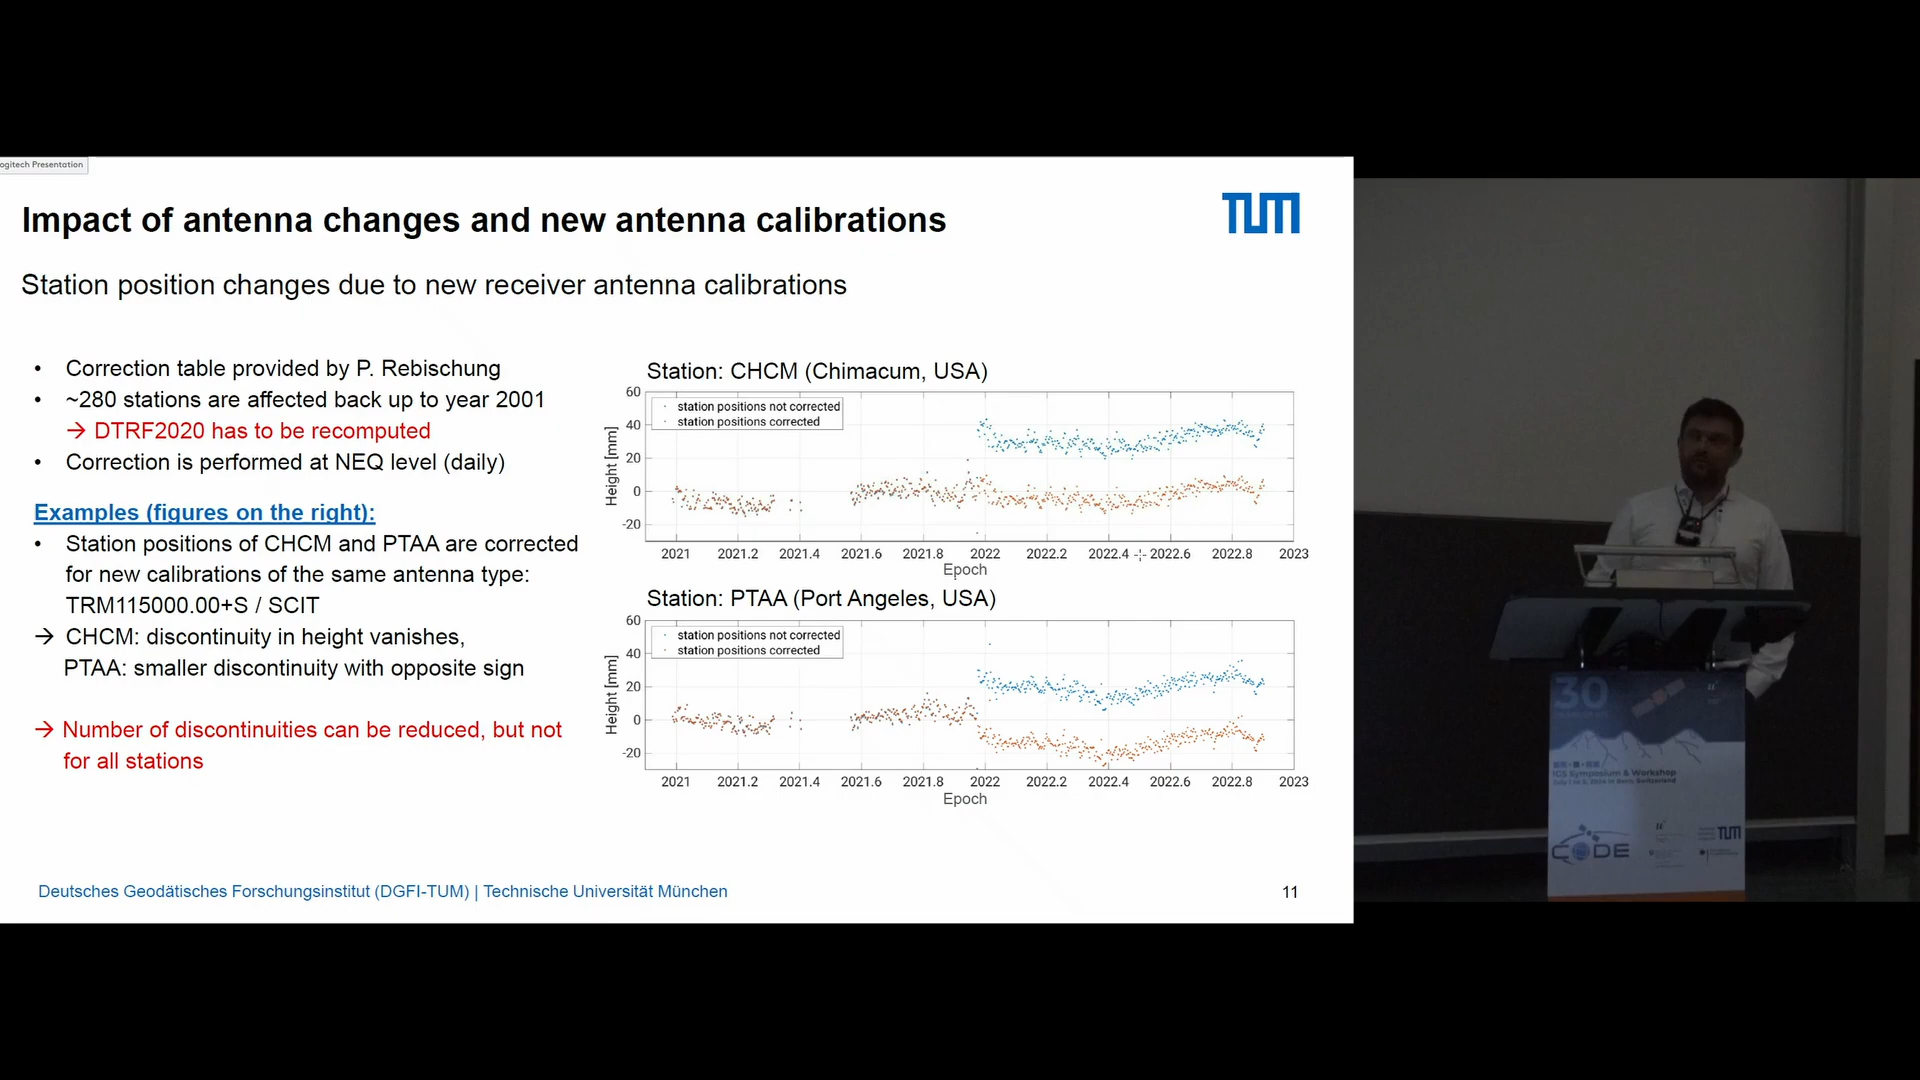 ogitech Presentation
Impact of antenna changes and new antenna calibrations
TUM
Station position changes due to new receiver antenna calibrations
• Correction table provided by P. Rebischung
• ~280 stations are affected back up to year 2001
→ DTRF2020 has to be recomputed
• Correction is performed at NEQ level (daily)
Examples (figures on the right):
• Station positions of CHCM and PTAA are corrected
for new calibrations of the same antenna type:
TRM115000.00+S / SCIT
→ CHCM: discontinuity in height vanishes,
PTAA: smaller discontinuity with opposite sign
→ Number of discontinuities can be reduced, but not
for all stations
Station: CHCM (Chimacum, USA)
station positions not corrected
station positions corrected
Height [mm]
60
40
20
0
-20
2021 2021.2 2021.4 2021.6 2021.8 2022 2022.2 2022.4 2022.6 2022.8 2023
Epoch
Station: PTAA (Port Angeles, USA)
station positions not corrected
station positions corrected
Height [mm]
60
40
20
0
-20
2021 2021.2 2021.4 2021.6 2021.8 2022 2022.2 2022.4 2022.6 2022.8 2023
Epoch
Deutsches Geodätisches Forschungsinstitut (DGFI-TUM) | Technische Universität München
11
30
IGS Symposium & Workshop
CODE
TUM